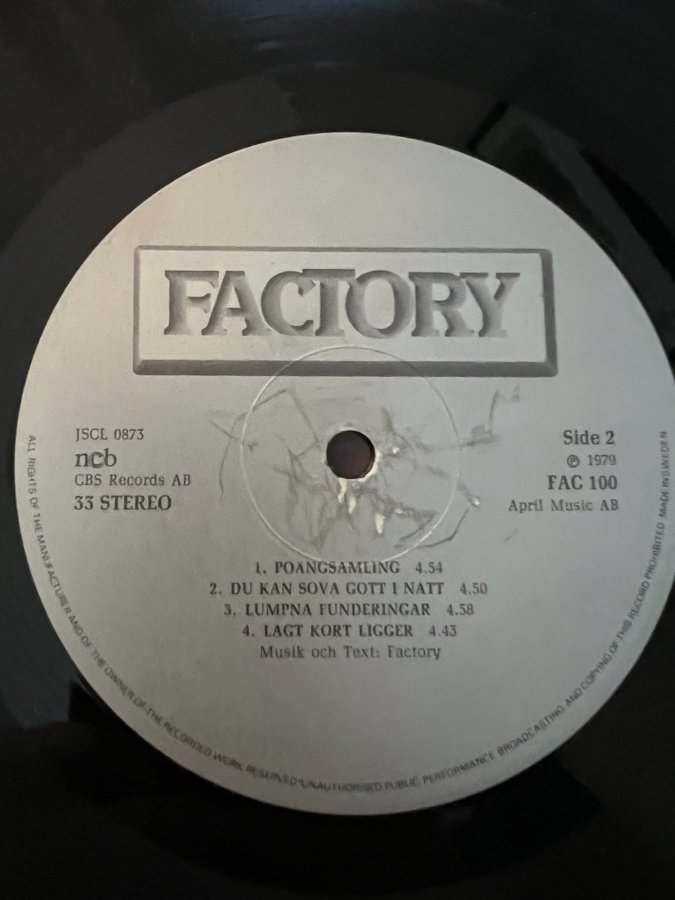 FACTORY
JSCL 0873
ncb
CBS Records AB
33 STEREO
Side 2
℗ 1979
FAC 100
April Music AB
1. POÄNGSAMLING 4.54
2. DU KAN SOVA GOTT I NATT 4.50
3, LUMPNA FUNDERINGAR 4.58
4. LAGT KORT LIGGER 4.43
Musik och Text: Factory
ALL RIGHTS OF THE MANUFACTURER AND OF THE OWNER OF THE RECORDED WORK RESERVED•UNAUTHORISED PUBLIC PERFORMANCE BROADCASTING AND COPYING OF THIS RECORD PROHIBITED MADE IN SWEDEN